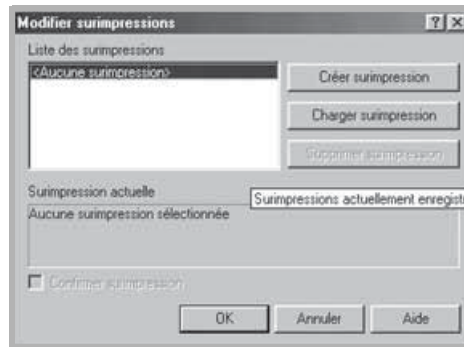 Modifier surimpressions
Liste des surimpressions
<Aucune surimpression>
Créer surimpression
Charger surimpression
Supprimer surimpression
Surimpression actuelle
Surimpressions actuellement enregist
Aucune surimpression sélectionnée
Confirmer surimpression
OK
Annuler
Aide